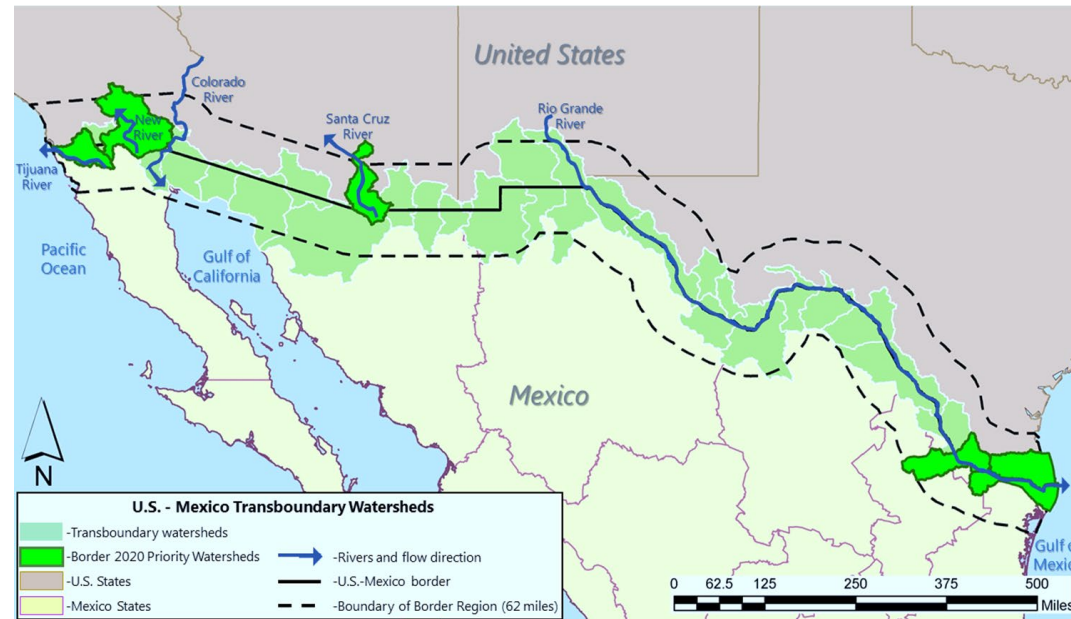 United States
Colorado
River
New
River
Santa Cruz
River
Rio Grande
River
Tijuana
River
Pacific
Ocean
Gulf of
California
Mexico
N
Gulf o
Mexic
U.S. - Mexico Transboundary Watersheds
-Transboundary watersheds
-Border 2020 Priority Watersheds
-U.S. States
-Mexico States
-Rivers and flow direction
-U.S.-Mexico border
-Boundary of Border Region (62 miles)
0 62.5 125 250 375 500
Miles